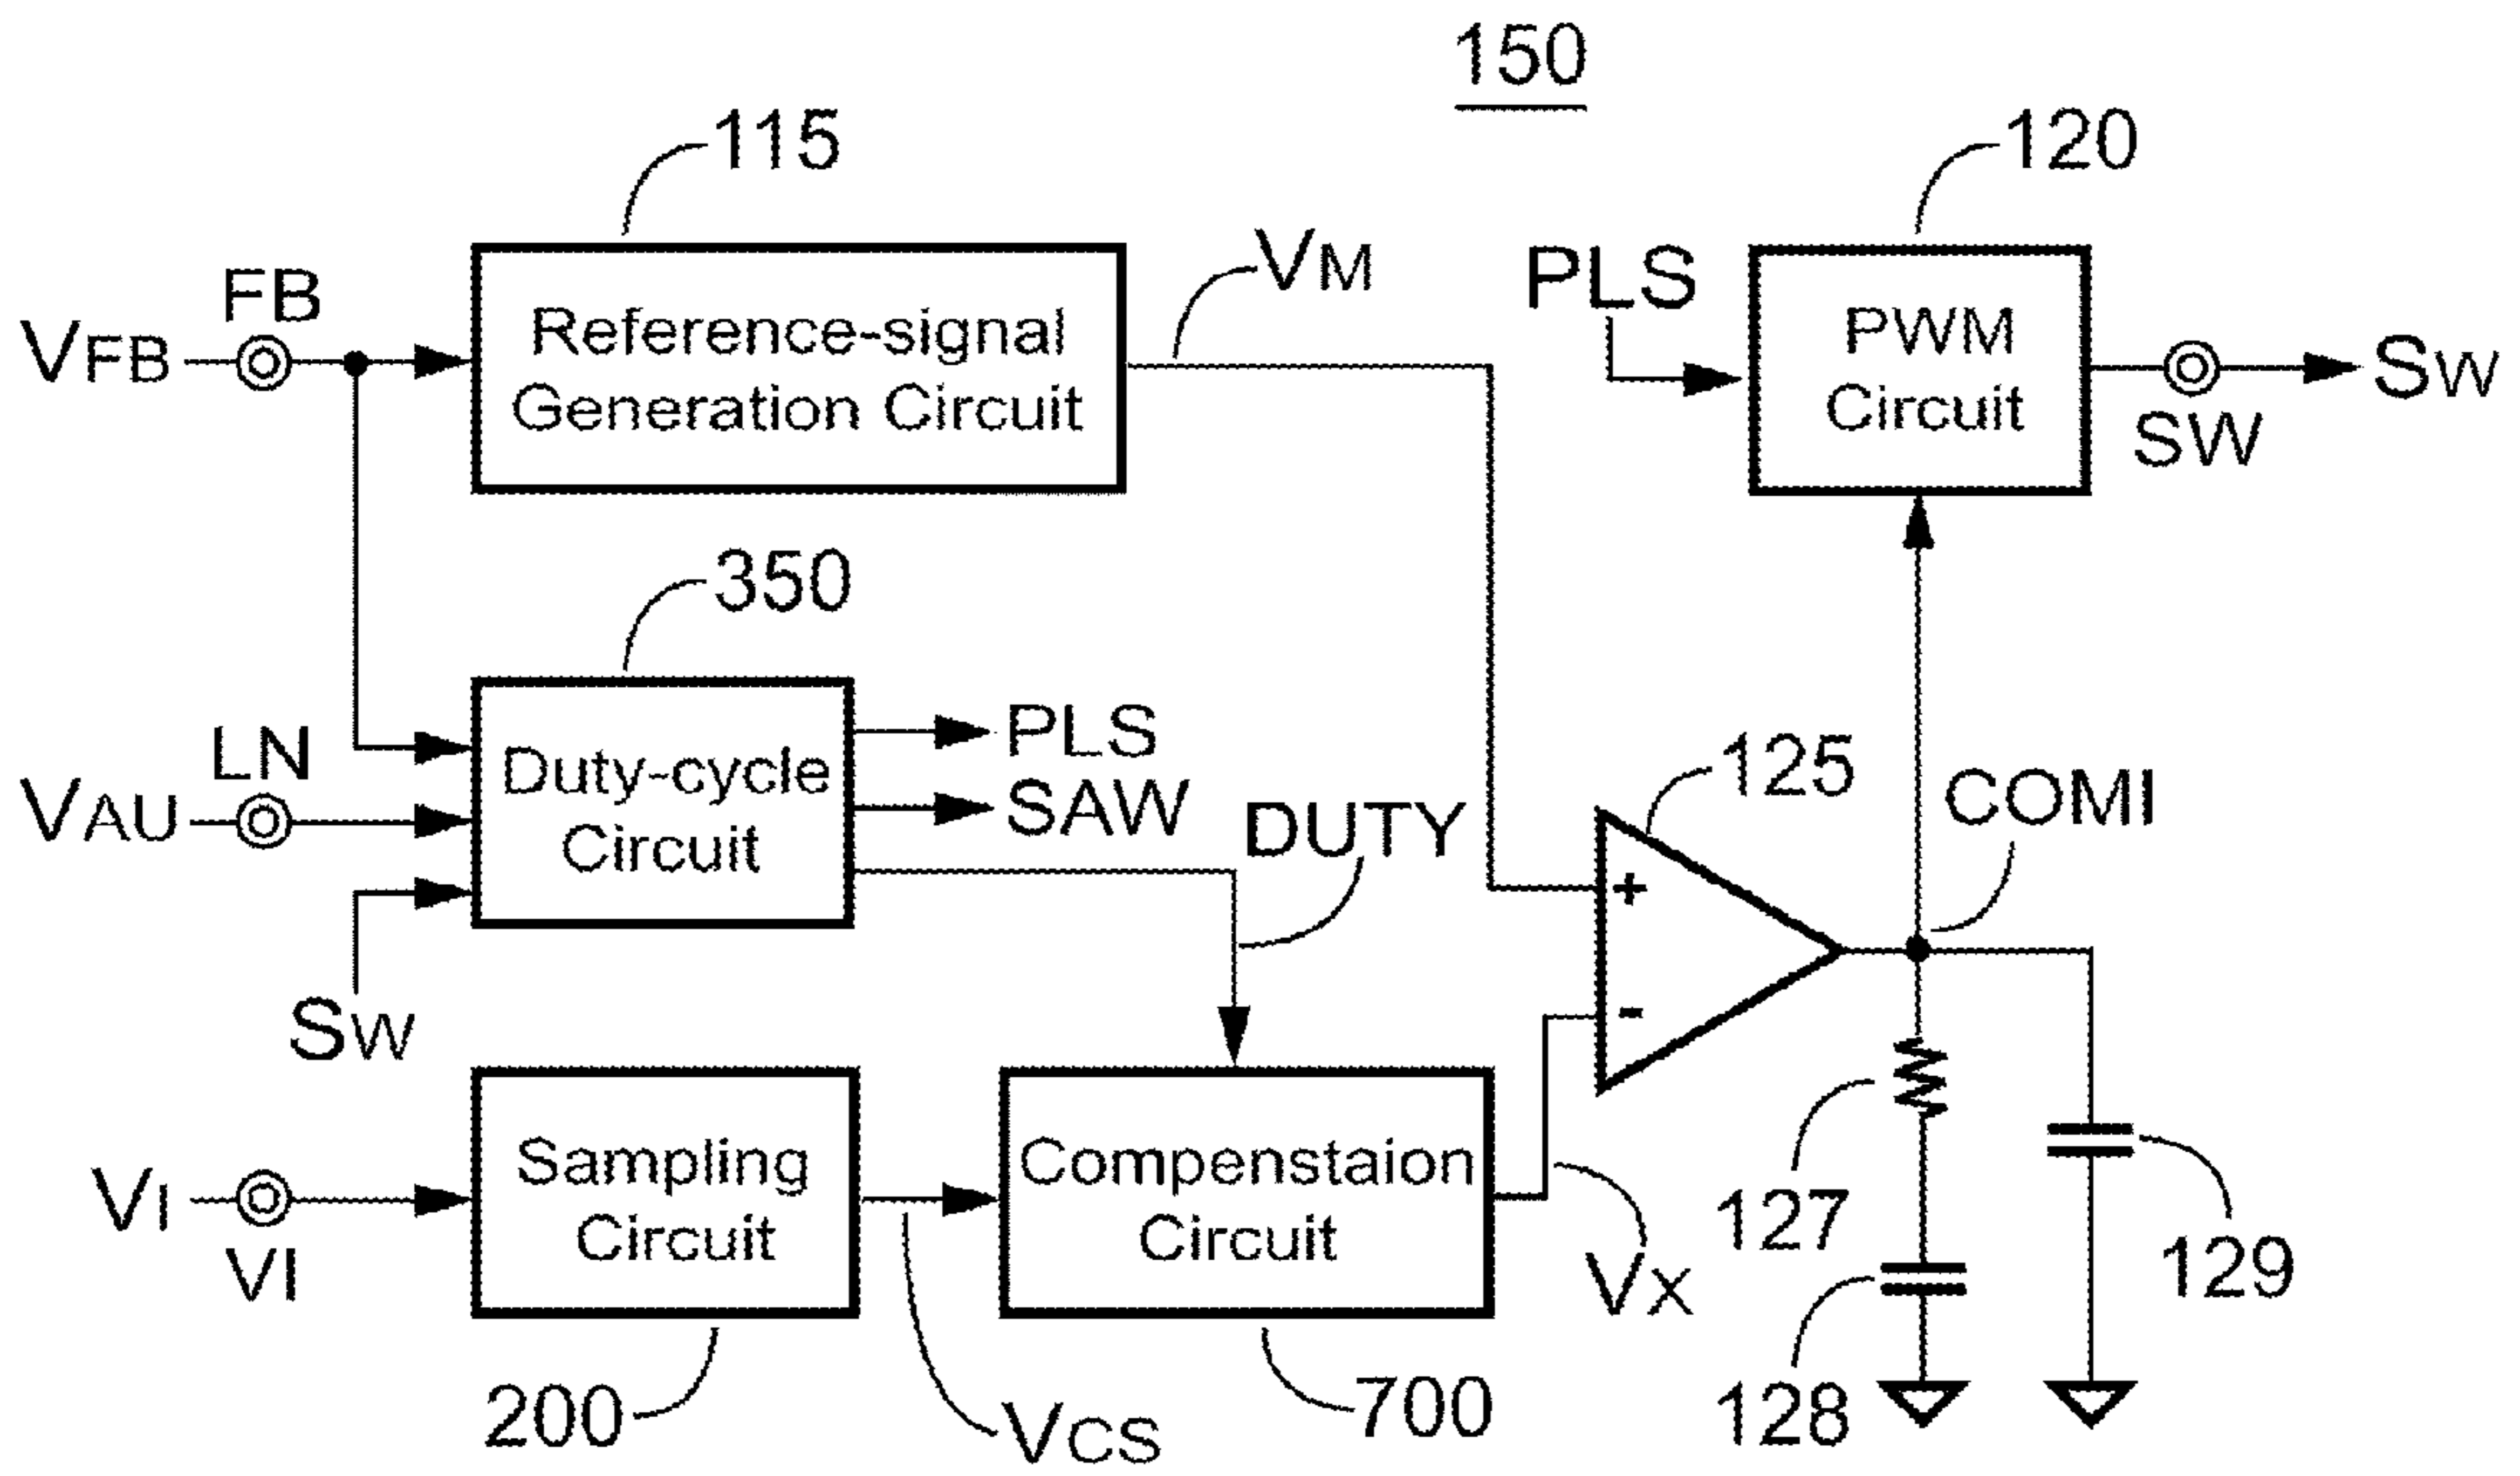 150
115
120
VM
PLS
FB
VFB
Reference-signal
Generation Circuit
PWM
Circuit
SW
SW
350
PLS
SAW
LN
VAU
Duty-cycle
Circuit
DUTY
125
COMI
+
-
SW
Sampling
Circuit
Compenstaion
Circuit
VI
VI
127
VX
129
200
VCS
700
128